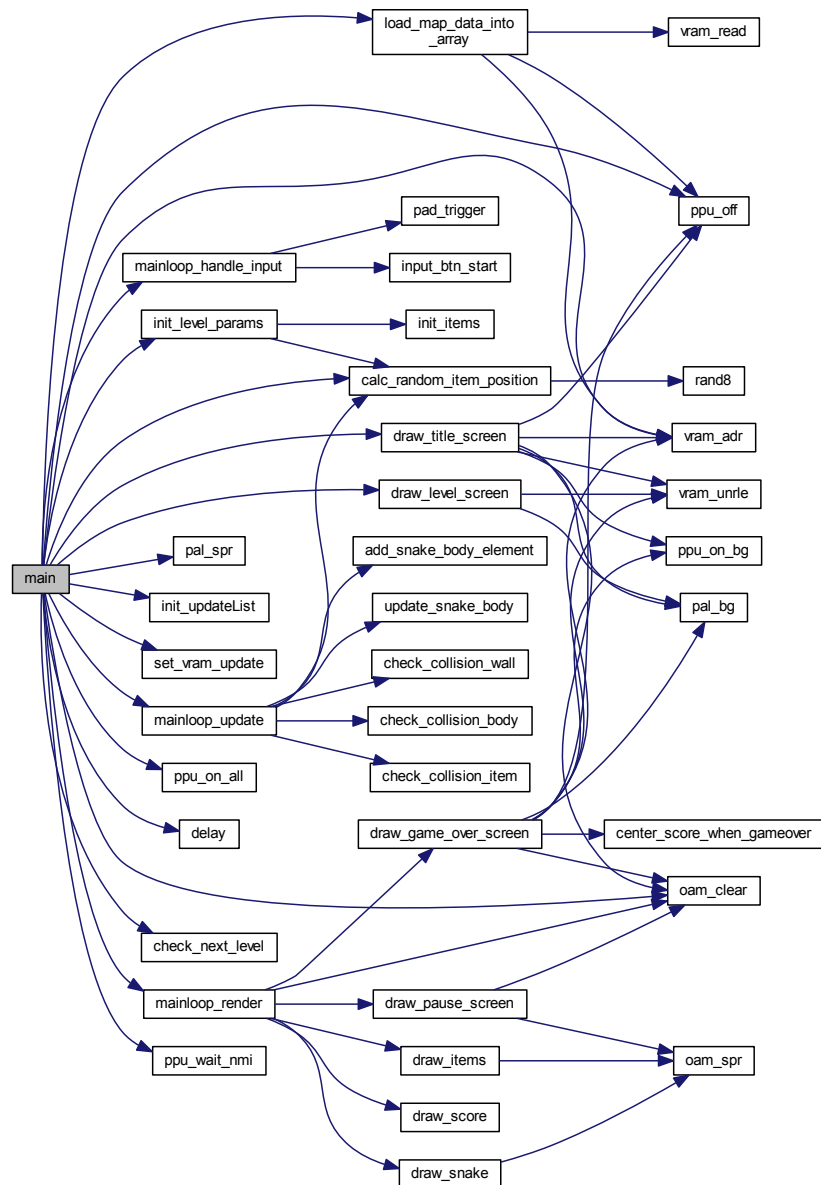 load_map_data_into
_array
vram_read
pad_trigger
ppu_off
mainloop_handle_input
input_btn_start
init_level_params
init_items
calc_random_item_position
rand8
draw_title_screen
vram_adr
draw_level_screen
vram_unrle
pal_spr
add_snake_body_element
ppu_on_bg
main
init_updateList
update_snake_body
pal_bg
set_vram_update
check_collision_wall
mainloop_update
check_collision_body
ppu_on_all
check_collision_item
delay
draw_game_over_screen
center_score_when_gameover
oam_clear
check_next_level
mainloop_render
draw_pause_screen
ppu_wait_nmi
draw_items
oam_spr
draw_score
draw_snake